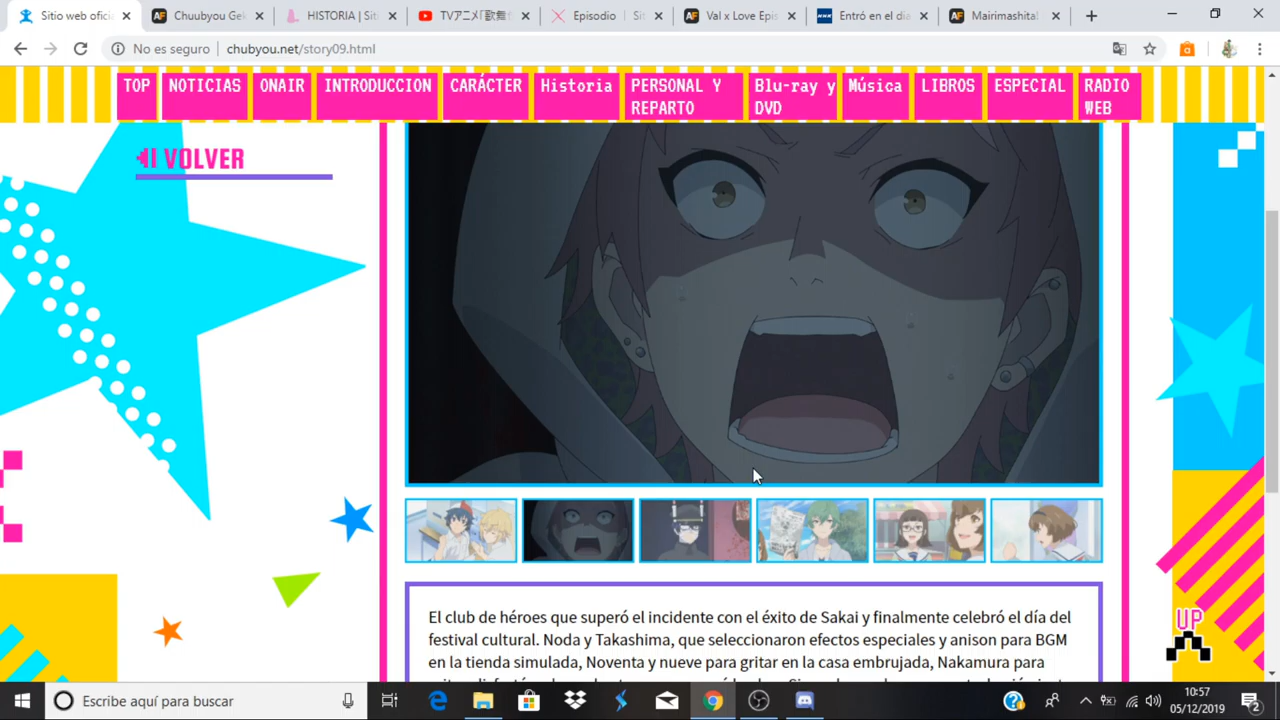 Sitio web oficia
Chuubyou Gek
HISTORIA | Siti
TVアニメ「歌舞
Episodio | Sit
Val x Love Epis
Entró en el día
Mairimashita!
No es seguro
chubyou.net/story09.html
TOP
NOTICIAS
ONAIR
INTRODUCCION
CARÁCTER
Historia
PERSONAL Y
REPARTO
Blu-ray y
DVD
Música
LIBROS
ESPECIAL
RADIO
WEB
VOLVER
El club de héroes que superó el incidente con el éxito de Sakai y finalmente celebró el día del
festival cultural. Noda y Takashima, que seleccionaron efectos especiales y anison para BGM
en la tienda simulada, Noventa y nueve para gritar en la casa embrujada, Nakamura para
UP
Escribe aquí para buscar
10:57
05/12/2019
2